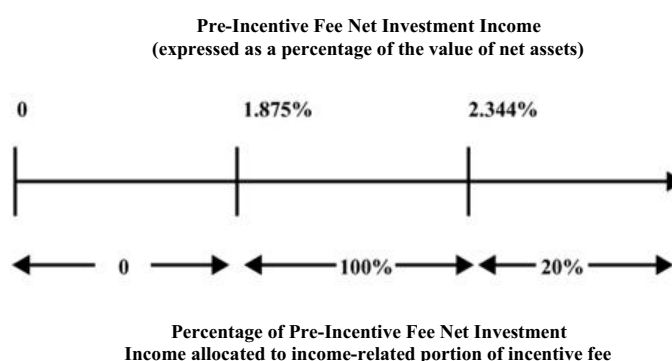 Pre-Incentive Fee Net Investment Income
(expressed as a percentage of the value of net assets)
0 1.875% 2.344%
0 100% 20%
Percentage of Pre-Incentive Fee Net Investment
Income allocated to income-related portion of incentive fee